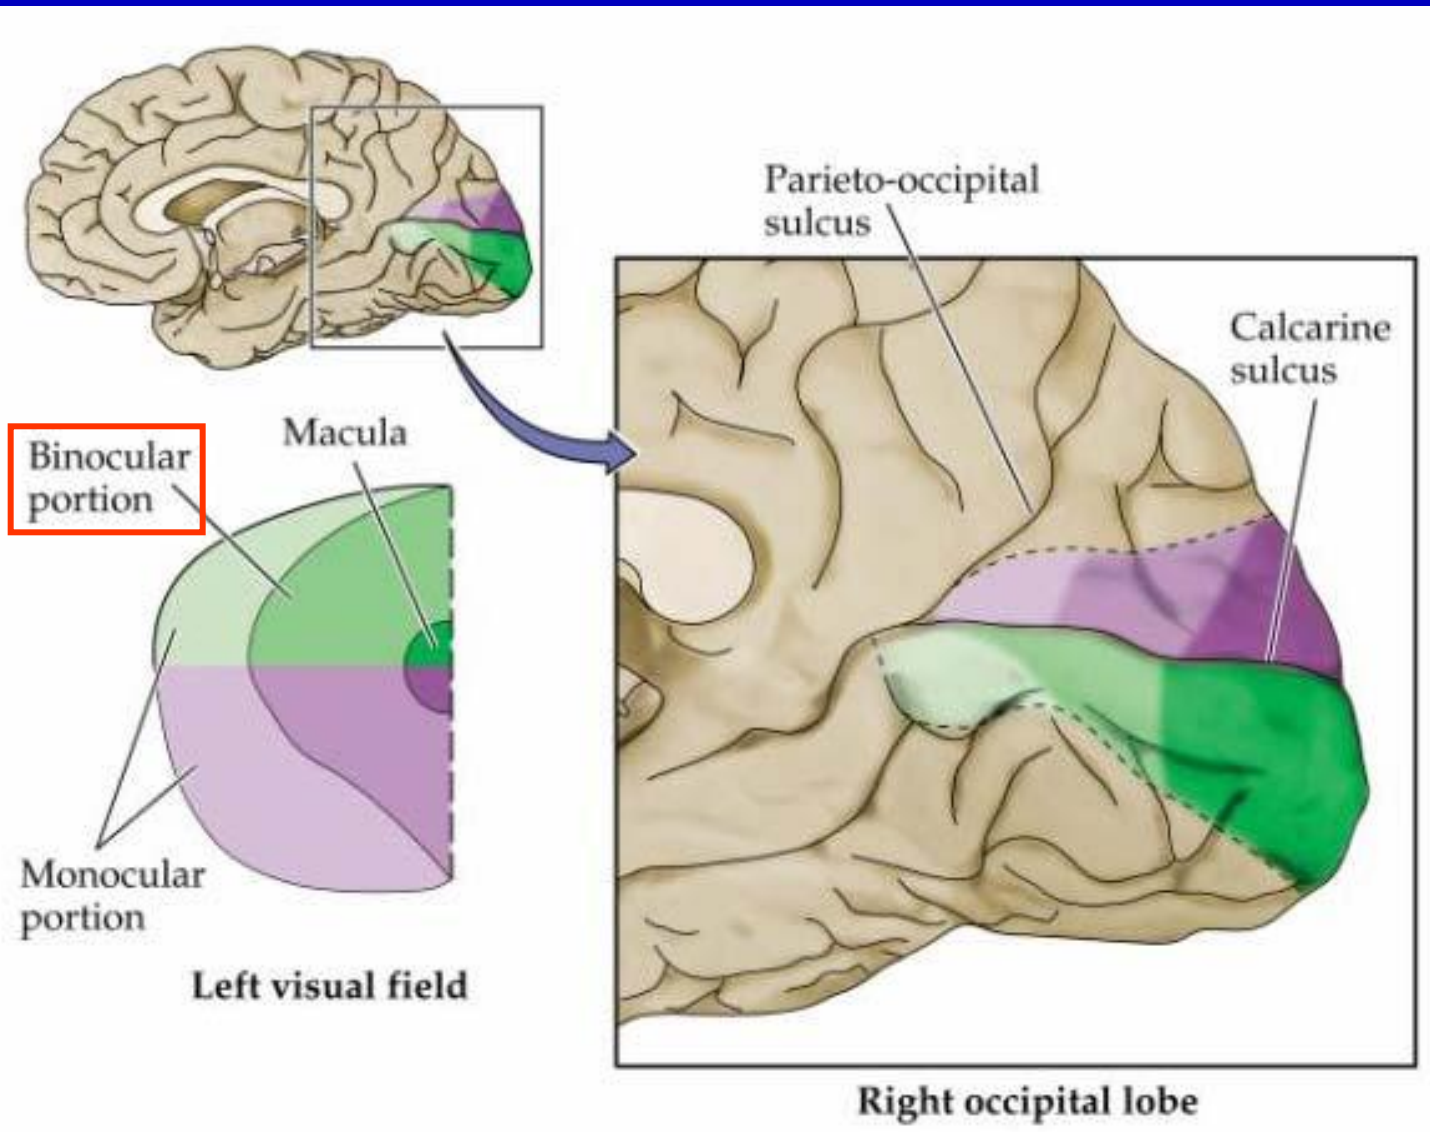 Parieto-occipital
sulcus
Calcarine
sulcus
Binocular
portion
Macula
Monocular
portion
Left visual field
Right occipital lobe